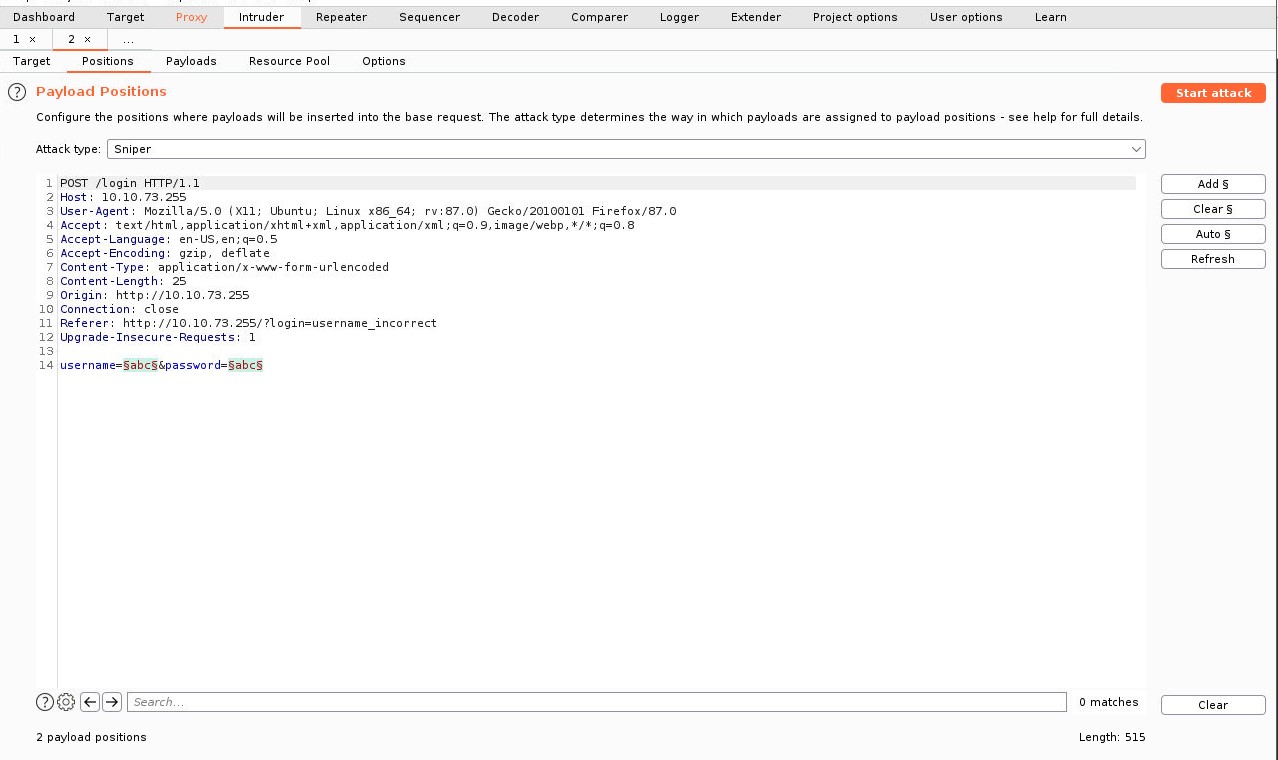 Dashboard Target Proxy Intruder Repeater Sequencer Decoder Comparer Logger Extender Project options User options Learn
1 × 2 × ...
Target Positions Payloads Resource Pool Options
? Payload Positions Start attack
Configure the positions where payloads will be inserted into the base request. The attack type determines the way in which payloads are assigned to payload positions - see help for full details.
Attack type: Sniper
1 POST /login HTTP/1.1 Add §
2 Host: 10.10.73.255
3 User-Agent: Mozilla/5.0 (X11; Ubuntu; Linux x86_64; rv:87.0) Gecko/20100101 Firefox/87.0 Clear §
4 Accept: text/html,application/xhtml+xml,application/xml;q=0.9,image/webp,*/*;q=0.8
5 Accept-Language: en-US,en;q=0.5 Auto §
6 Accept-Encoding: gzip, deflate
7 Content-Type: application/x-www-form-urlencoded Refresh
8 Content-Length: 25
9 Origin: http://10.10.73.255
10 Connection: close
11 Referer: http://10.10.73.255/?login=username_incorrect
12 Upgrade-Insecure-Requests: 1
13
14 username=§abc§&password=§abc§
? Search... 0 matches Clear
2 payload positions Length: 515